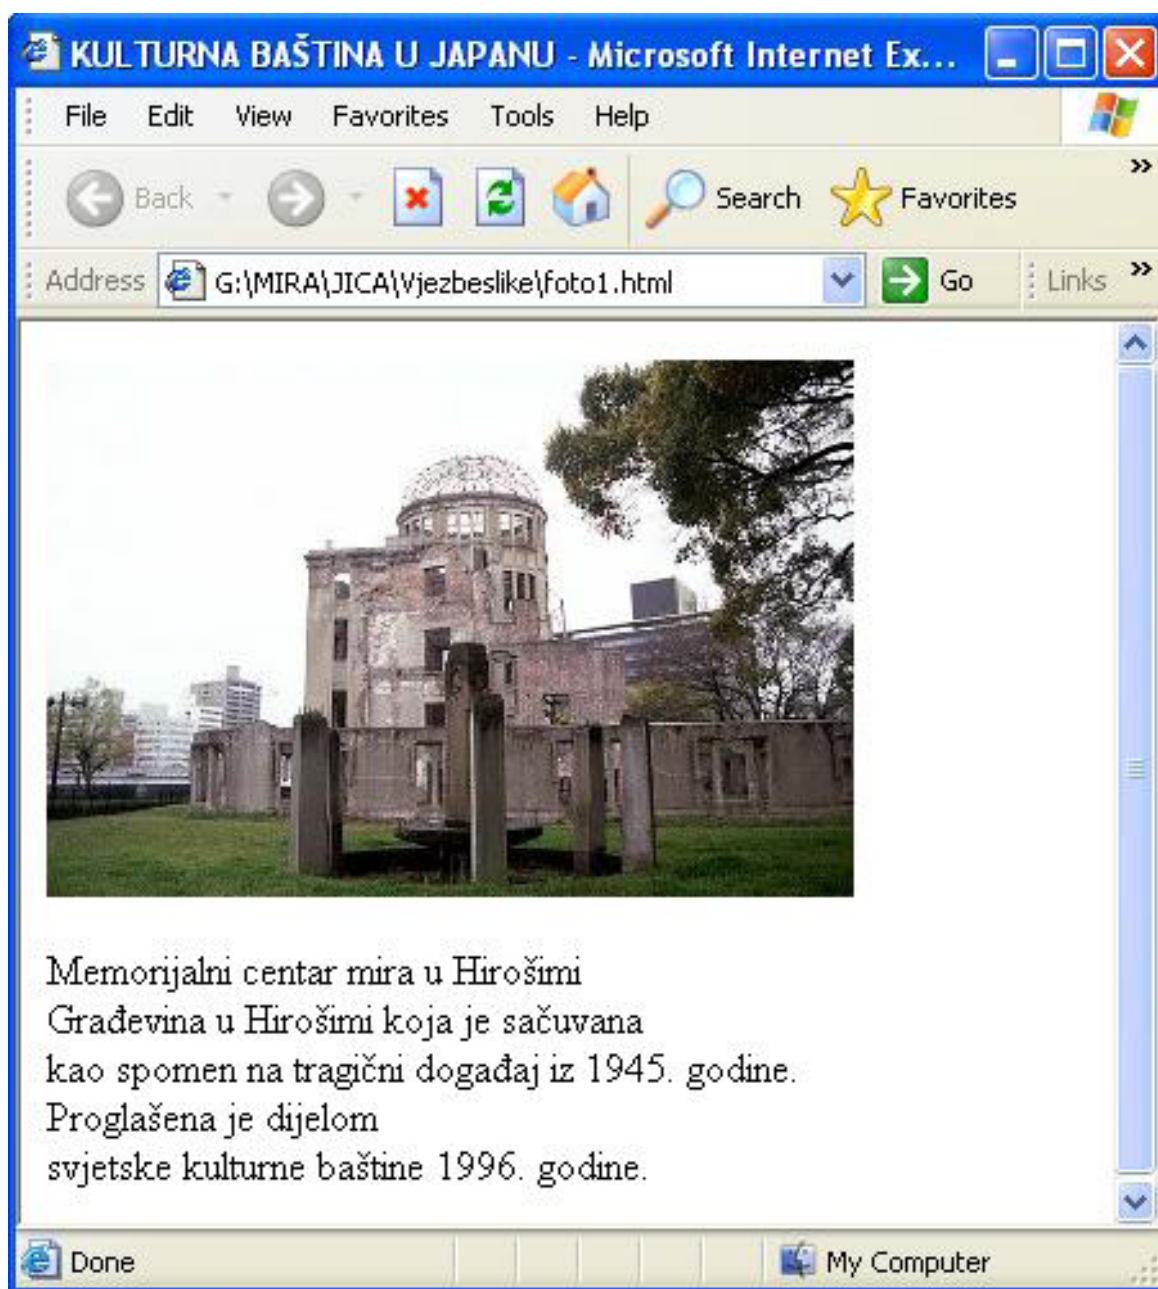 KULTURNA BAŠTINA U JAPANU - Microsoft Internet Ex...
File Edit View Favorites Tools Help
Back Search Favorites »
Address G:\MIRA\JICA\Vjezbeslike\foto1.html Go Links »
Memorijalni centar mira u Hirošimi
Građevina u Hirošimi koja je sačuvana
kao spomen na tragični događaj iz 1945. godine.
Proglašena je dijelom
svjetske kulturne baštine 1996. godine.
Done My Computer